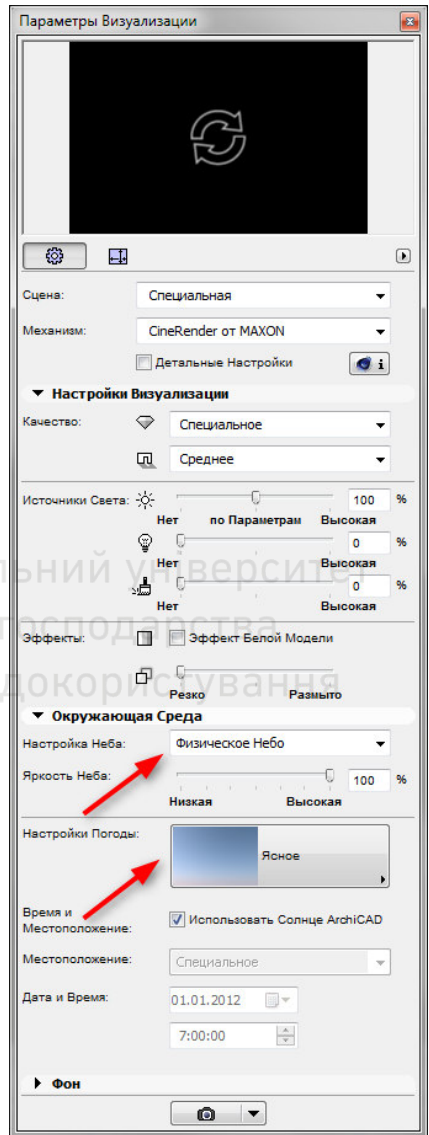 Параметры Визуализации
Сцена: Специальная
Механизм: CineRender от MAXON
Детальные Настройки i
Настройки Визуализации
Качество: Специальное
Среднее
Источники Света: 100 %
Нет по Параметрам Высокая
0 %
Нет Высокая
0 %
Нет Высокая
Эффекты: Эффект Белой Модели
Резко Размыто
Окружающая Среда
Настройка Неба: Физическое Небо
Яркость Неба: 100 %
Низкая Высокая
Настройки Погоды: Ясное
Время и
Местоположение: Использовать Солнце ArchiCAD
Местоположение: Специальное
Дата и Время: 01.01.2012
7:00:00
Фон